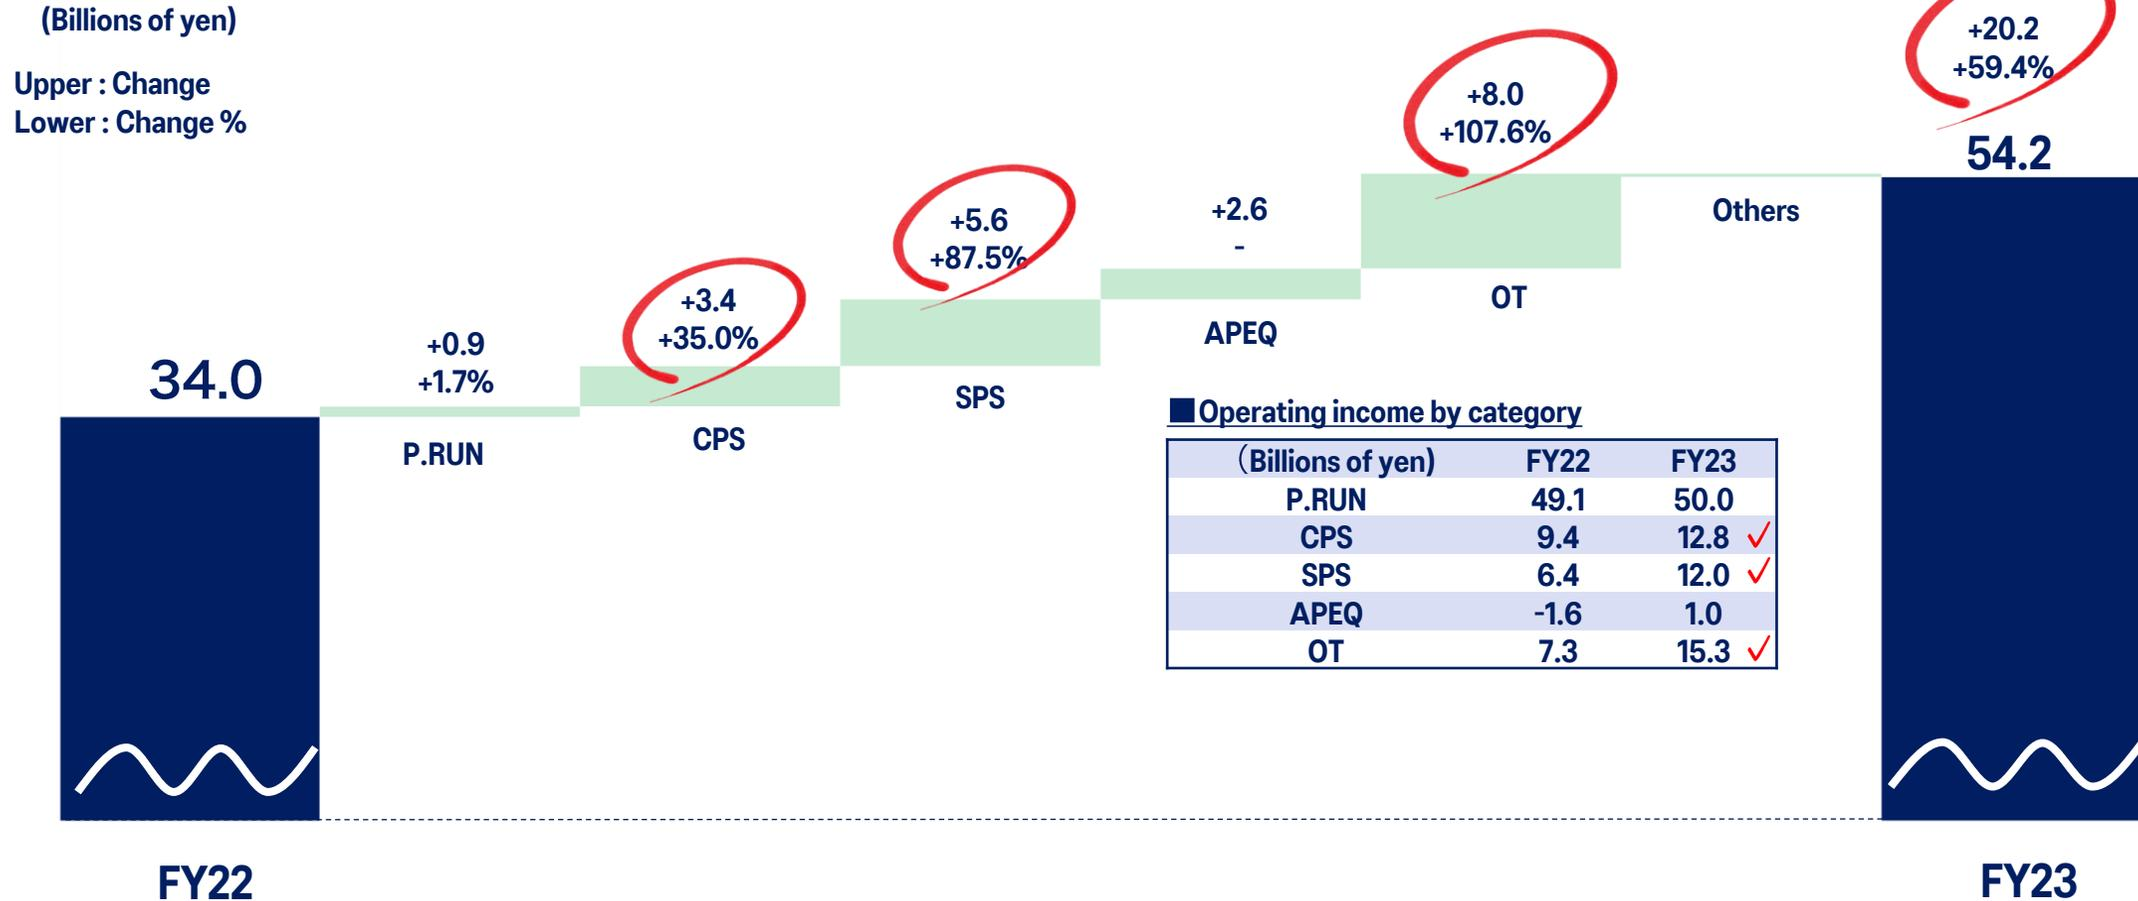 (Billions of yen)
Upper : Change
Lower : Change %
34.0
+0.9
+1.7%
P.RUN
+3.4
+35.0%
CPS
+5.6
+87.5%
SPS
+2.6
-
APEQ
+8.0
+107.6%
OT
Others
+20.2
+59.4%
54.2
■Operating income by category
（Billions of yen) FY22 FY23
P.RUN 49.1 50.0
CPS 9.4 12.8 ✓
SPS 6.4 12.0 ✓
APEQ -1.6 1.0
OT 7.3 15.3 ✓
FY22
FY23